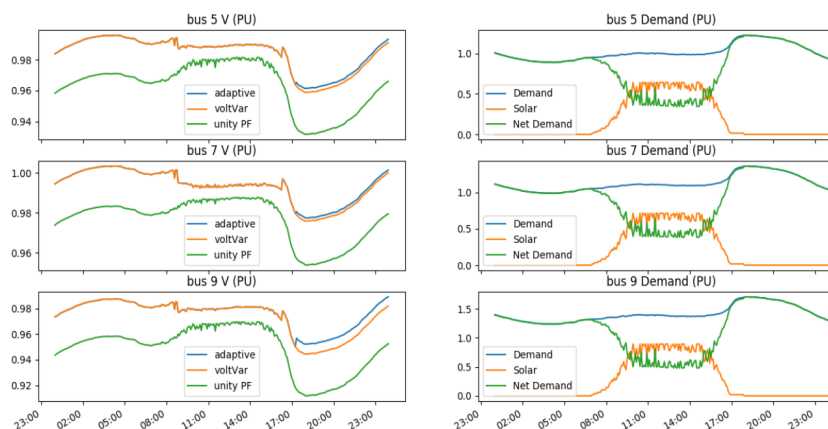 bus 5 V (PU)
0.98
0.96
0.94
adaptive
voltVar
unity PF
bus 5 Demand (PU)
1.0
0.5
0.0
Demand
Solar
Net Demand
bus 7 V (PU)
1.00
0.98
0.96
adaptive
voltVar
unity PF
bus 7 Demand (PU)
1.0
0.5
0.0
Demand
Solar
Net Demand
bus 9 V (PU)
0.98
0.96
0.94
0.92
adaptive
voltVar
unity PF
23:00
02:00
05:00
08:00
11:00
14:00
17:00
20:00
23:00
bus 9 Demand (PU)
1.5
1.0
0.5
0.0
Demand
Solar
Net Demand
23:00
02:00
05:00
08:00
11:00
14:00
17:00
20:00
23:00